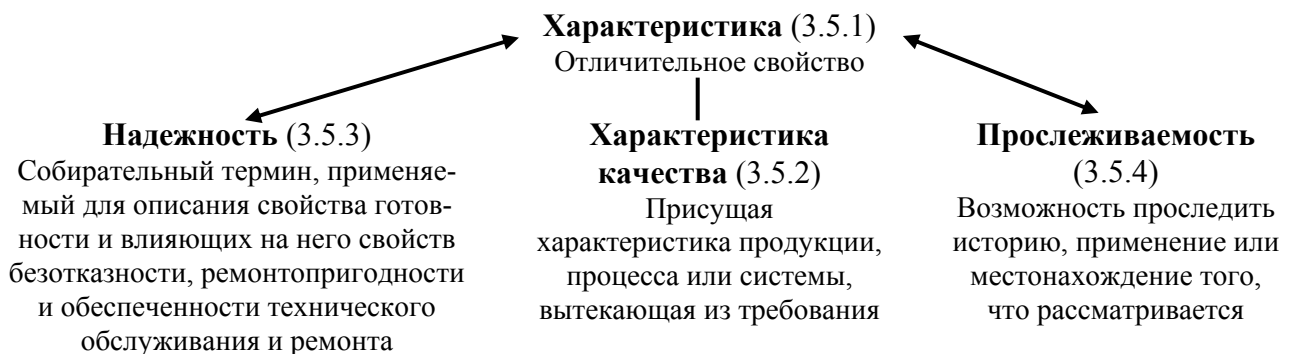 Характеристика (3.5.1)
Отличительное свойство
Надежность (3.5.3)
Собирательный термин, применяе-
мый для описания свойства готов-
ности и влияющих на него свойств
безотказности, ремонтопригодности
и обеспеченности технического
обслуживания и ремонта
Характеристика
качества (3.5.2)
Присущая
характеристика продукции,
процесса или системы,
вытекающая из требования
Прослеживаемость
(3.5.4)
Возможность проследить
историю, применение или
местонахождение того,
что рассматривается